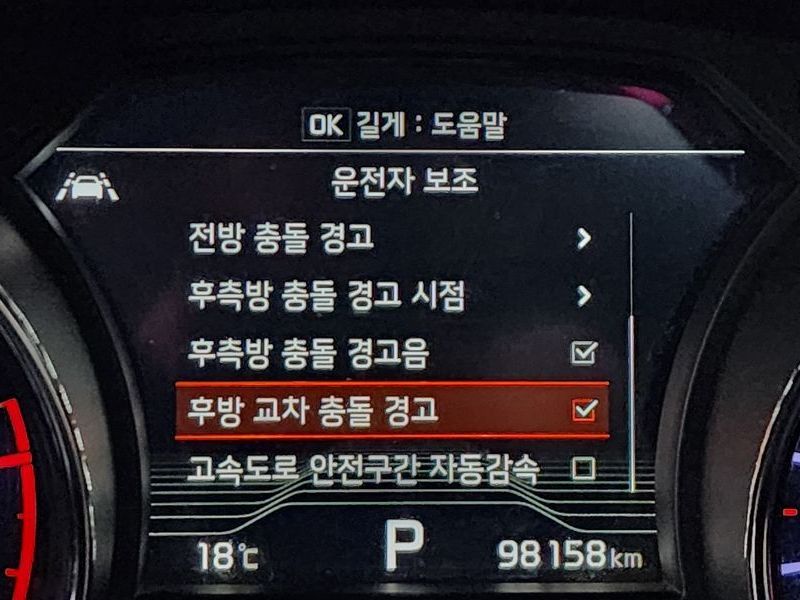 OK 길게 : 도움말
운전자 보조
전방 충돌 경고
후측방 충돌 경고 시점
후측방 충돌 경고음
후방 교차 충돌 경고
고속도로 안전구간 자동감속
18℃ P 98158km